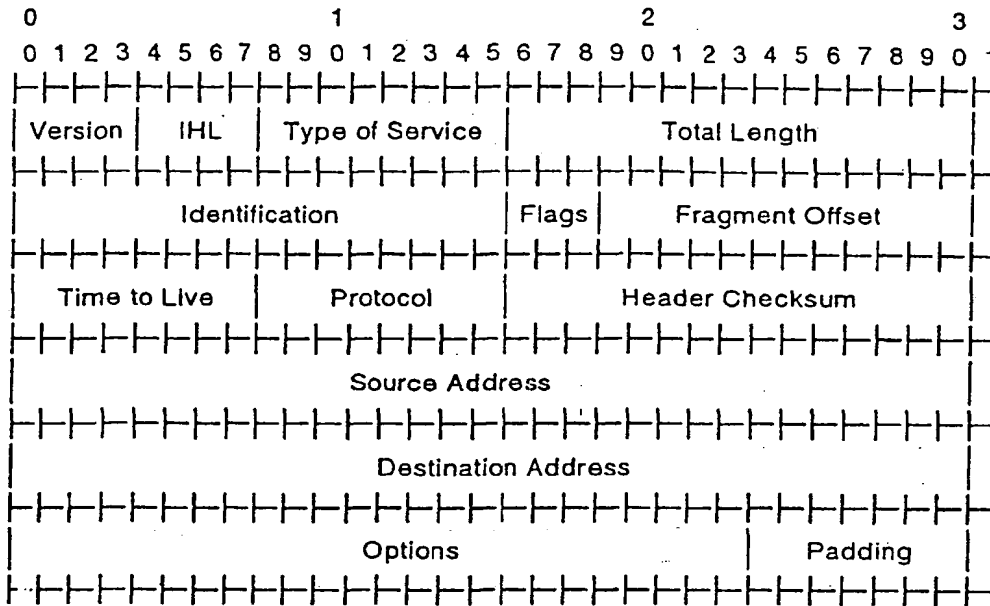 0 1 2 3
0 1 2 3 4 5 6 7 8 9 0 1 2 3 4 5 6 7 8 9 0 1 2 3 4 5 6 7 8 9 0
Version IHL Type of Service Total Length
Identification Flags Fragment Offset
Time to Live Protocol Header Checksum
Source Address
Destination Address
Options Padding